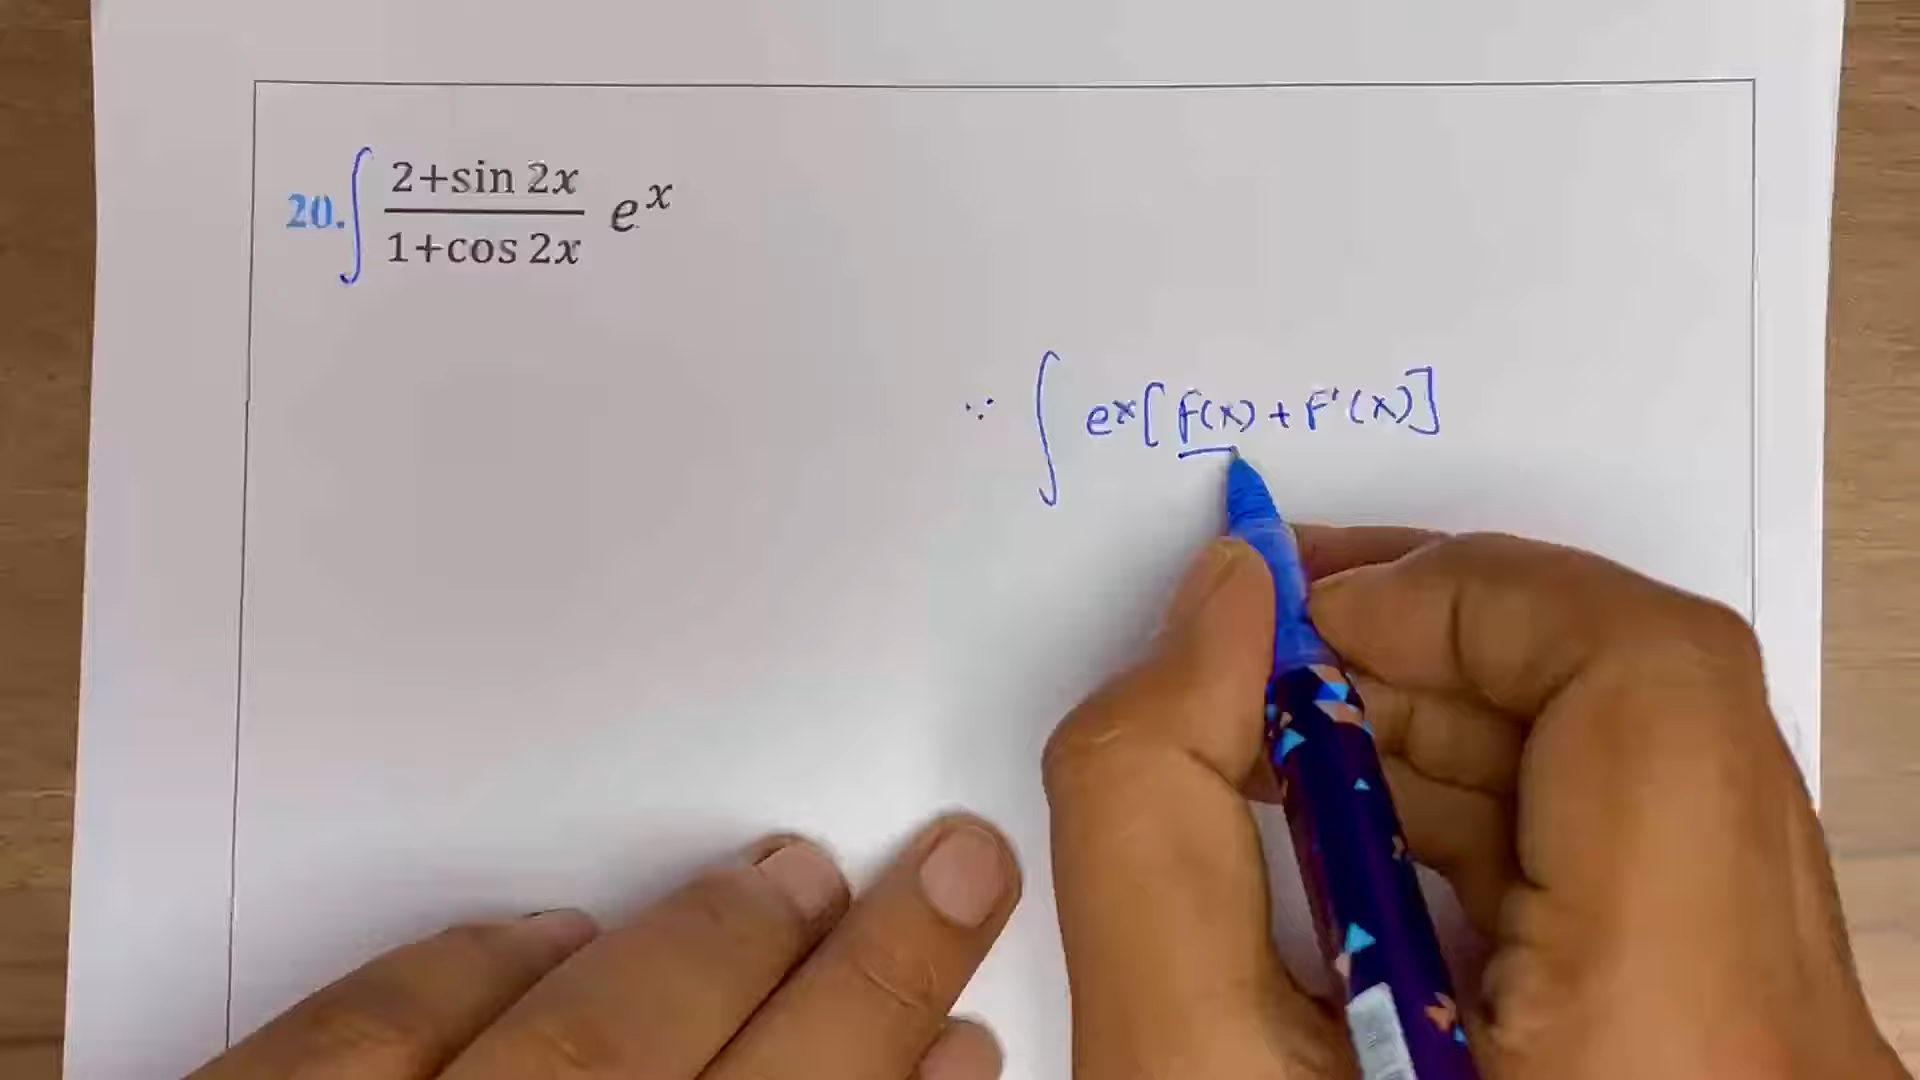 20. ∫ 2+sin 2x / 1+cos 2x e^x
∵ ∫ e^x [ f(x) + f'(x) ]